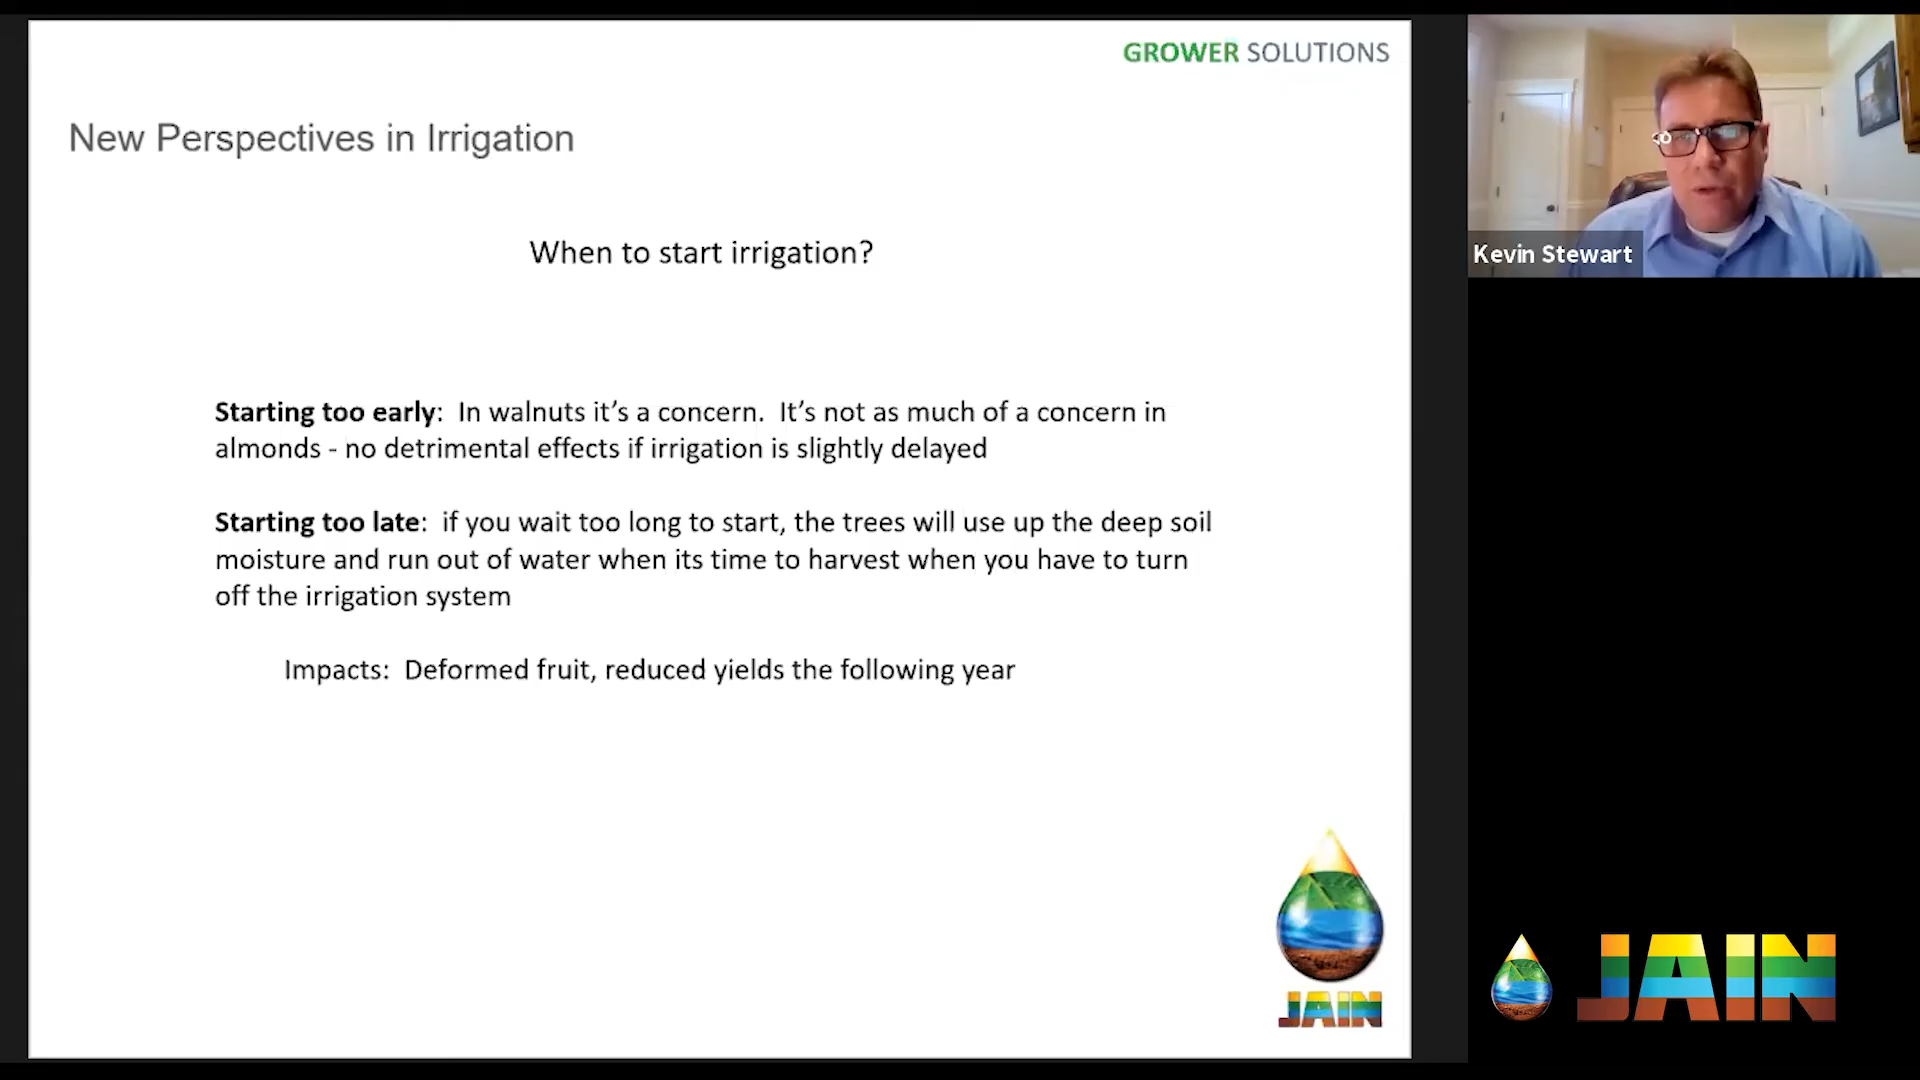 GROWER SOLUTIONS
New Perspectives in Irrigation
When to start irrigation?
Starting too early:  In walnuts it’s a concern.  It’s not as much of a concern in
almonds - no detrimental effects if irrigation is slightly delayed
Starting too late:  if you wait too long to start, the trees will use up the deep soil
moisture and run out of water when its time to harvest when you have to turn
off the irrigation system
Impacts:  Deformed fruit, reduced yields the following year
JAIN
Kevin Stewart
JAIN